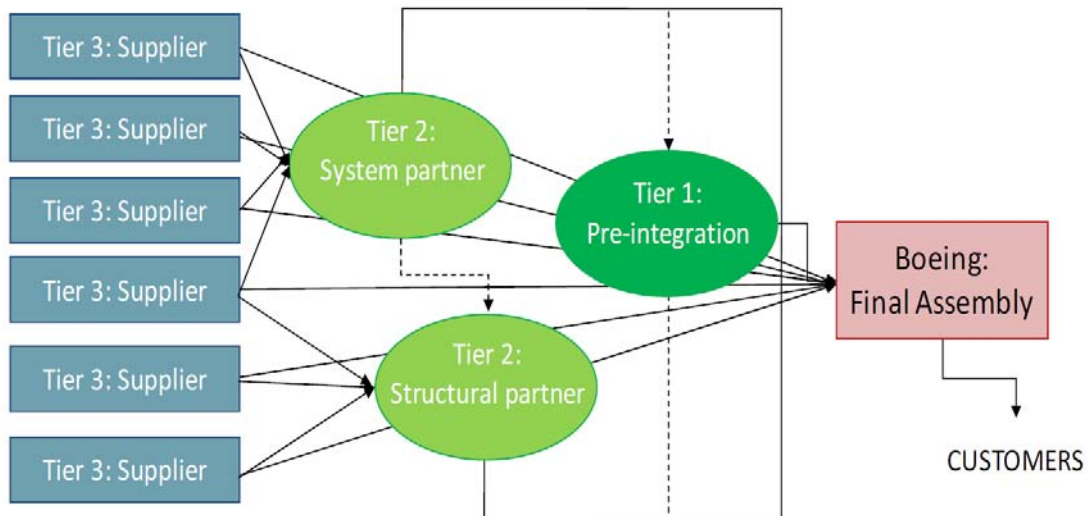 Tier 3: Supplier
Tier 3: Supplier
Tier 3: Supplier
Tier 3: Supplier
Tier 3: Supplier
Tier 3: Supplier
Tier 2:
System partner
Tier 2:
Structural partner
Tier 1:
Pre-integration
Boeing:
Final Assembly
CUSTOMERS